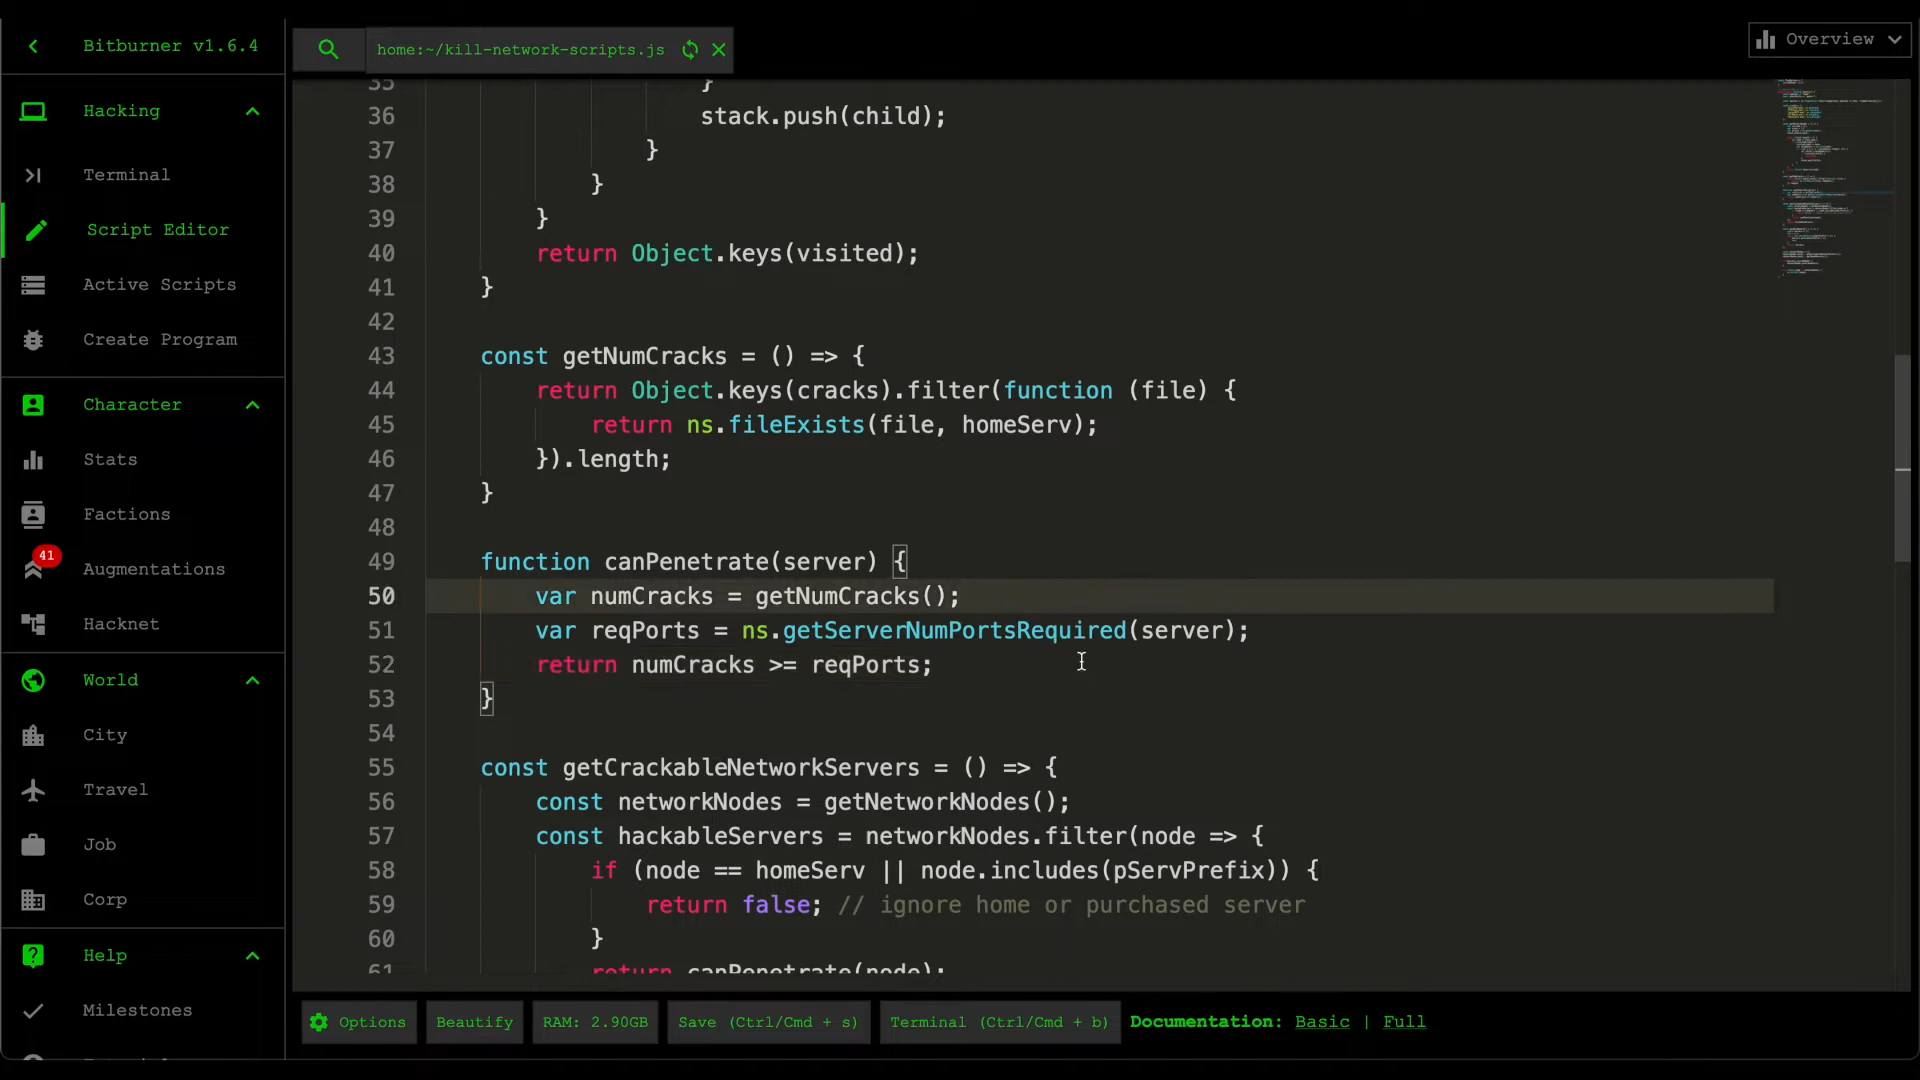 Bitburner v1.6.4
Hacking
Terminal
Script Editor
Active Scripts
Create Program
Character
Stats
Factions
41
Augmentations
Hacknet
World
City
Travel
Job
Corp
Help
Milestones
home:~/kill-network-scripts.js
Overview
35 }
36 stack.push(child);
37 }
38 }
39 }
40 return Object.keys(visited);
41 }
42
43 const getNumCracks = () => {
44 return Object.keys(cracks).filter(function (file) {
45 return ns.fileExists(file, homeServ);
46 }).length;
47 }
48
49 function canPenetrate(server) {
50 var numCracks = getNumCracks();
51 var reqPorts = ns.getServerNumPortsRequired(server);
52 return numCracks >= reqPorts;
53 }
54
55 const getCrackableNetworkServers = () => {
56 const networkNodes = getNetworkNodes();
57 const hackableServers = networkNodes.filter(node => {
58 if (node == homeServ || node.includes(pServPrefix)) {
59 return false; // ignore home or purchased server
60 }
61 return canPenetrate(node);
Options
Beautify
RAM: 2.90GB
Save (Ctrl/Cmd + s)
Terminal (Ctrl/Cmd + b)
Documentation: Basic | Full